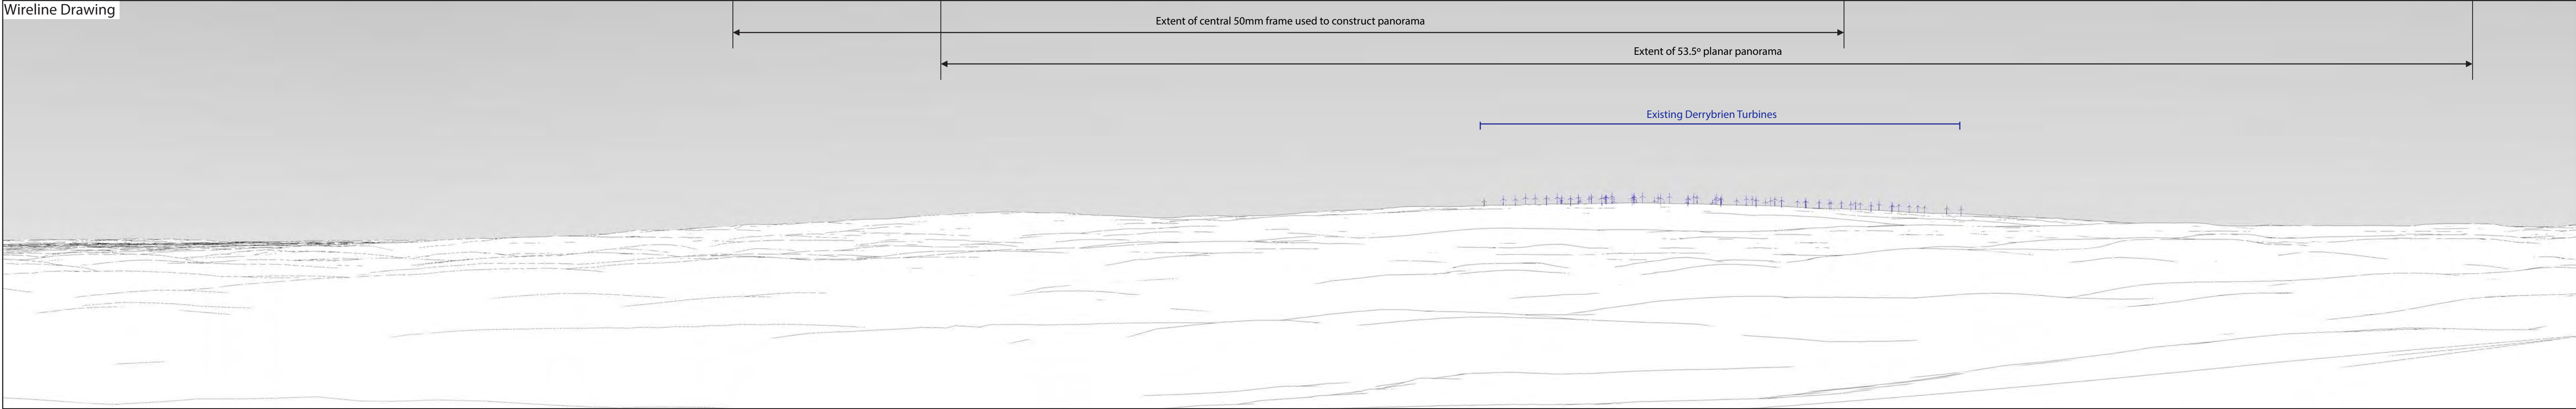 Wireline Drawing
Extent of central 50mm frame used to construct panorama
Extent of 53.5º planar panorama
Existing Derrybrien Turbines